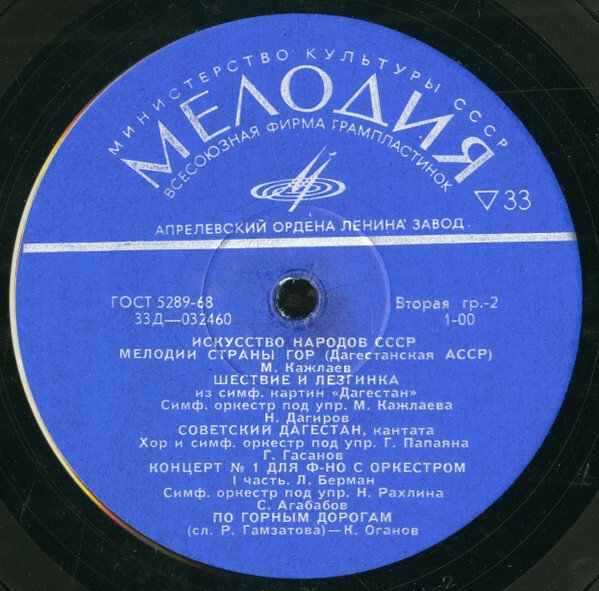 МИНИСТЕРСТВО КУЛЬТУРЫ СССР
МЕЛОДИЯ
ВСЕСОЮЗНАЯ ФИРМА ГРАМПЛАСТИНОК
33
АПРЕЛЕВСКИЙ ОРДЕНА ЛЕНИНА ЗАВОД
ГОСТ 5289-68 Вторая гр.-2
33Д—032460 1-00
ИСКУССТВО НАРОДОВ СССР
МЕЛОДИИ СТРАНЫ ГОР (Дагестанская АССР)
М. Кажлаев
ШЕСТВИЕ И ЛЕЗГИНКА
из симф. картин «Дагестан»
Симф. оркестр под упр. М. Кажлаева
Н. Дагиров
СОВЕТСКИЙ ДАГЕСТАН, кантата
Хор и симф. оркестр под упр. Г. Папаяна
Г. Гасанов
КОНЦЕРТ № 1 ДЛЯ Ф-НО С ОРКЕСТРОМ
I часть. Л. Берман
Симф. оркестр под упр. Н. Рахлина
С. Агабабов
ПО ГОРНЫМ ДОРОГАМ
(сл. Р. Гамзатова)—К. Оганов